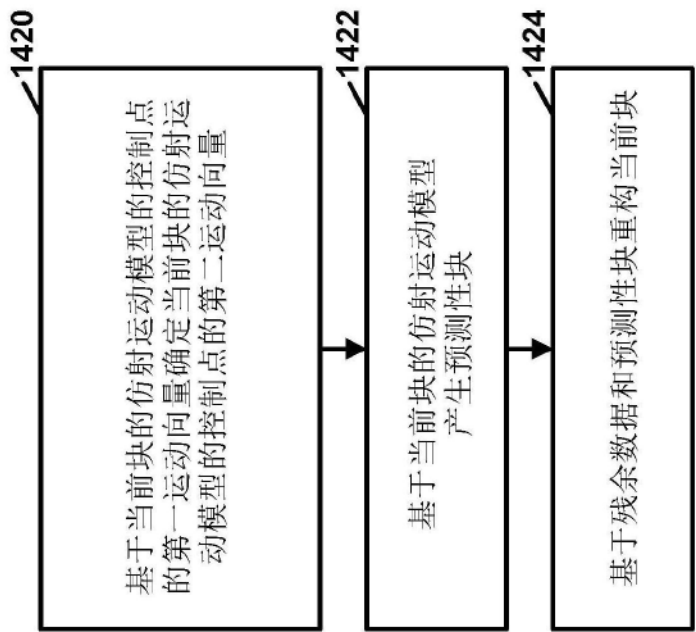 1420
基于当前块的仿射运动模型的控制点
的第一运动向量确定当前块的仿射运
动模型的控制点的第二运动向量
1422
基于当前块的仿射运动模型
产生预测性块
1424
基于残余数据和预测性块重构当前块